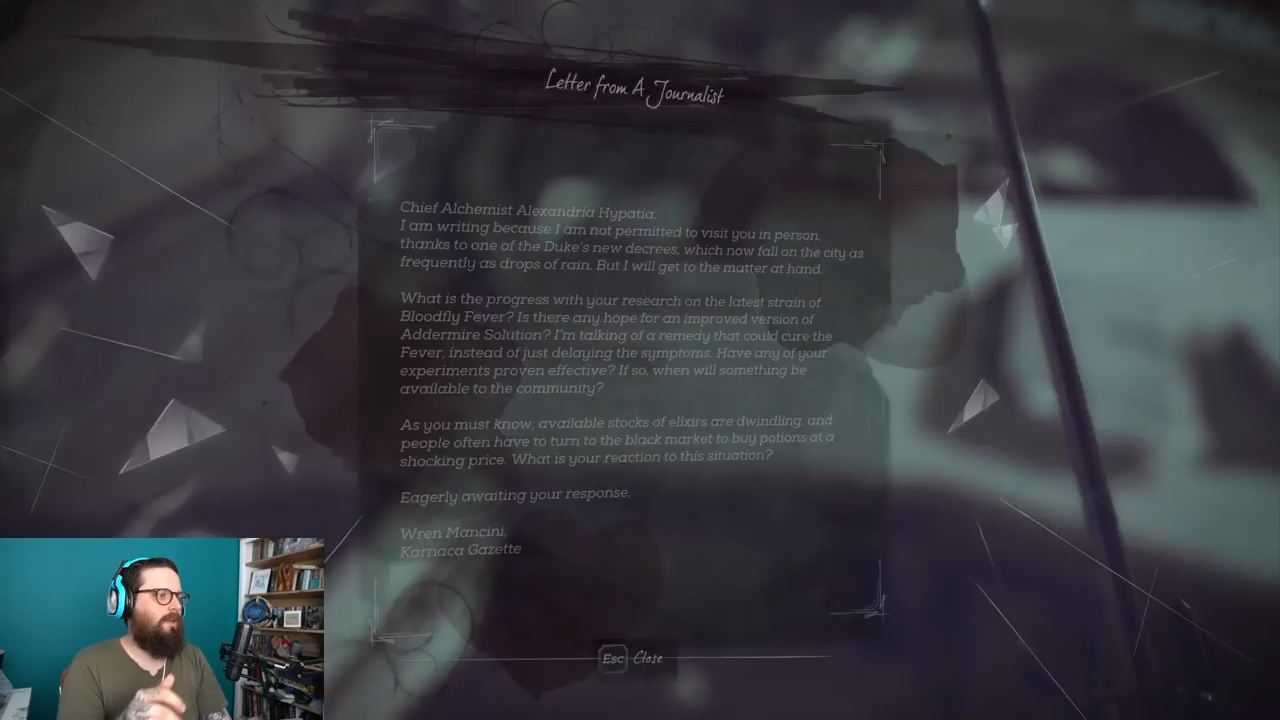 Letter from A Journalist
Chief Alchemist Alexandria Hypatia,
I am writing because I am not permitted to visit you in person,
thanks to one of the Duke's new decrees, which now fall on the city as
frequently as drops of rain. But I will get to the matter at hand.
What is the progress with your research on the latest strain of
Bloodfly Fever? Is there any hope for an improved version of
Addermire Solution? I'm talking of a remedy that could cure the
Fever, instead of just delaying the symptoms. Have any of your
experiments proven effective? If so, when will something be
available to the community?
As you must know, available stocks of elixirs are dwindling, and
people often have to turn to the black market to buy potions at a
shocking price. What is your reaction to this situation?
Eagerly awaiting your response,
Wren Mancini,
Karnaca Gazette
Esc Close